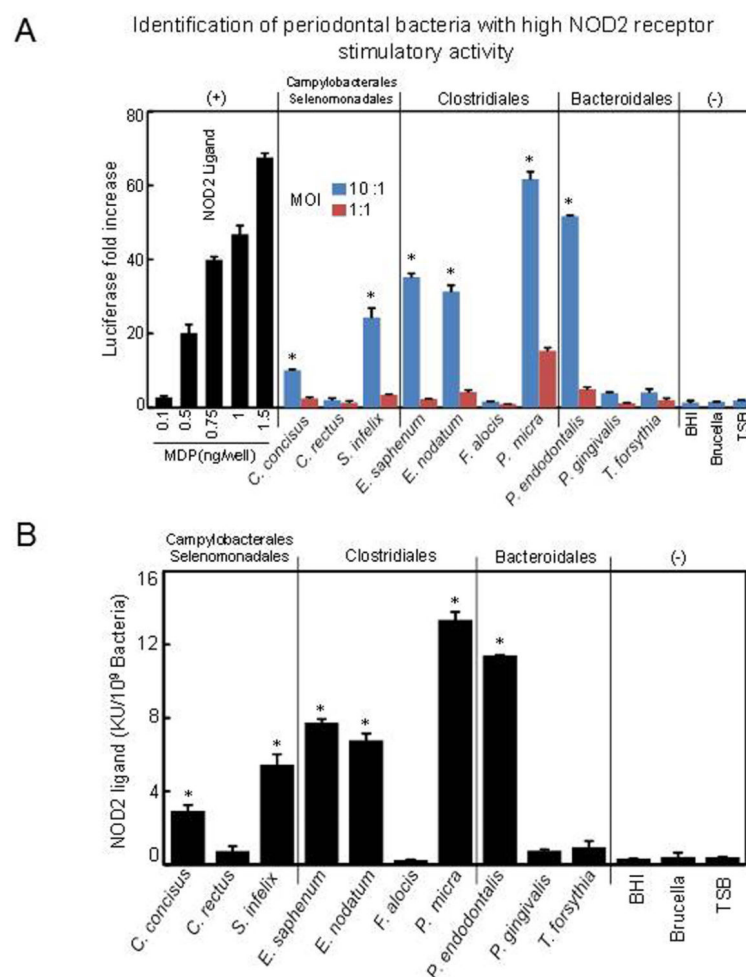 A
Identification of periodontal bacteria with high NOD2 receptor
stimulatory activity
(+)
Campylobacterales
Selenomonadales
Clostridiales
Bacteroidales
(-)
Luciferase fold increase
80
60
40
20
0
NOD2 Ligand
MOI
10 :1
1:1
*
*
*
*
*
*
0.1
0.5
0.75
1
1.5
MDP(ng/well)
C. concisus
C. rectus
S. infelix
E. saphenum
E. nodatum
F. alocis
P. micra
P. endodontalis
P. gingivalis
T. forsythia
BHI
Brucella
TSB
B
Campylobacterales
Selenomonadales
Clostridiales
Bacteroidales
(-)
NOD2 ligand (KU/10⁹ Bacteria)
16
12
8
4
0
*
*
*
*
*
*
C. concisus
C. rectus
S. infelix
E. saphenum
E. nodatum
F. alocis
P. micra
P. endodontalis
P. gingivalis
T. forsythia
BHI
Brucella
TSB